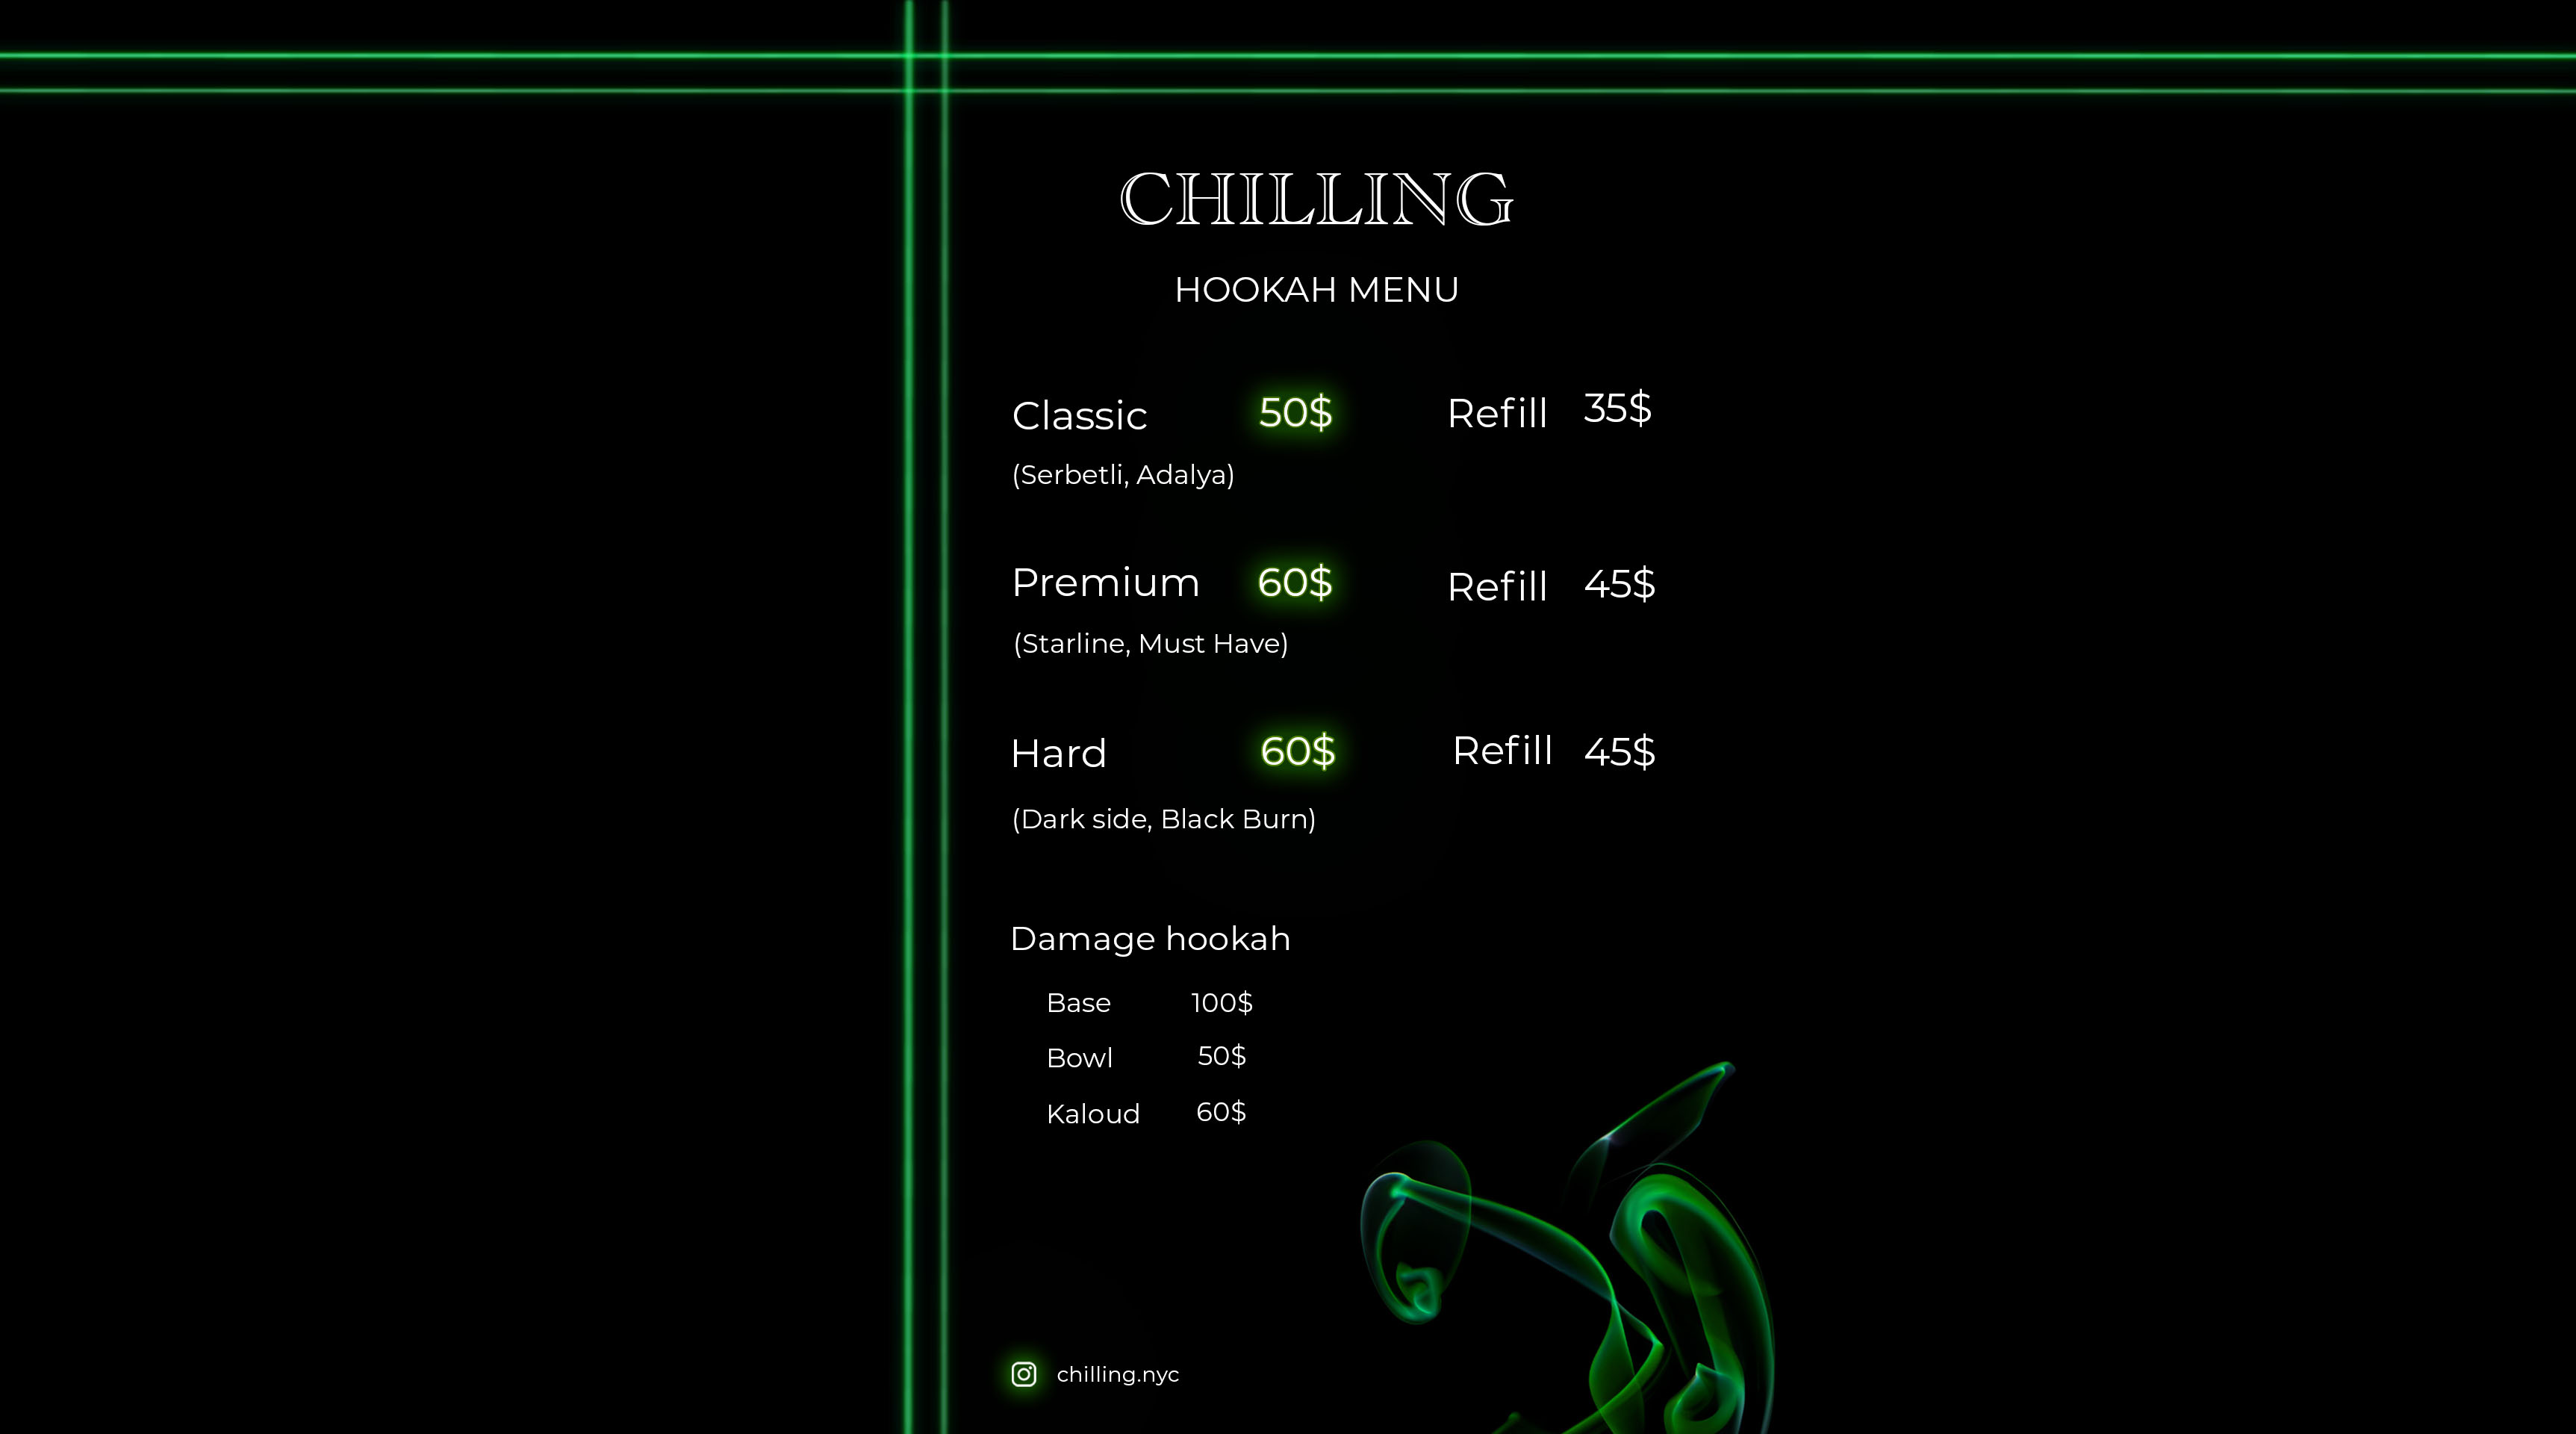 CHILLING
HOOKAH MENU
Classic 50$ Refill 35$
(Serbetli, Adalya)
Premium 60$ Refill 45$
(Starline, Must Have)
Hard 60$ Refill 45$
(Dark side, Black Burn)
Damage hookah
Base 100$
Bowl 50$
Kaloud 60$
chilling.nyc